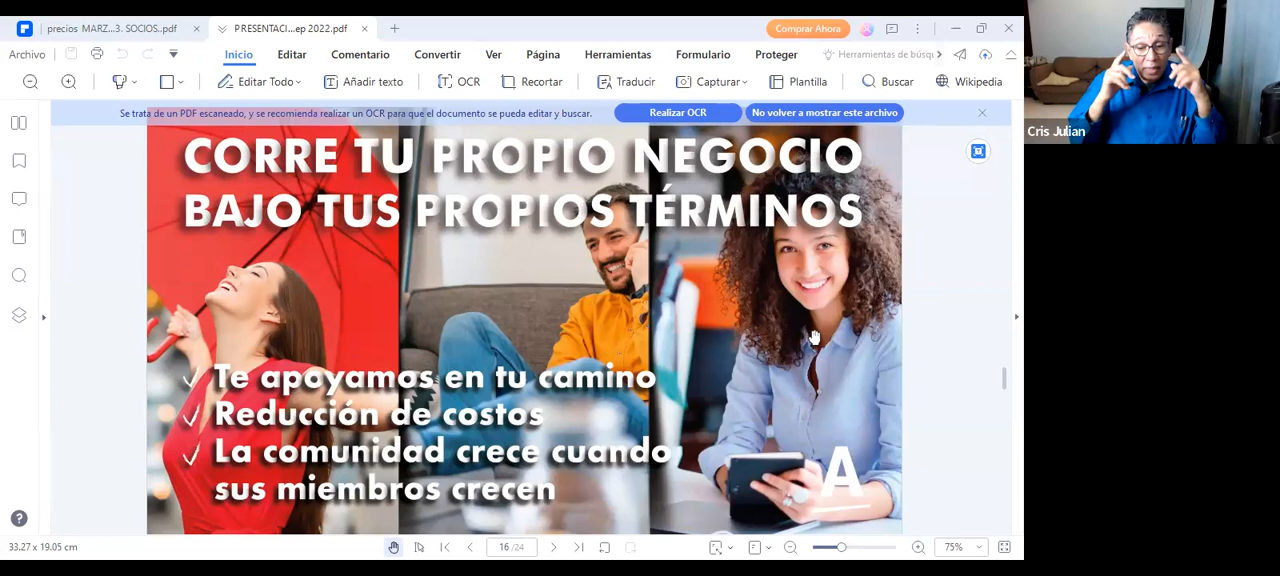 precios MARZ...3. SOCIOS..pdf
PRESENTACI...ep 2022.pdf
Comprar Ahora
Archivo
Inicio
Editar
Comentario
Convertir
Ver
Página
Herramientas
Formulario
Proteger
Herramientas de búsq
Editar Todo
Añadir texto
OCR
Recortar
Traducir
Capturar
Plantilla
Buscar
Wikipedia
Se trata de un PDF escaneado, y se recomienda realizar un OCR para que el documento se pueda editar y buscar.
Realizar OCR
No volver a mostrar este archivo
Cris Julian
CORRE TU PROPIO NEGOCIO
BAJO TUS PROPIOS TÉRMINOS
Te apoyamos en tu camino
Reducción de costos
La comunidad crece cuando
sus miembros crecen
A
33.27 x 19.05 cm
16 /24
75%